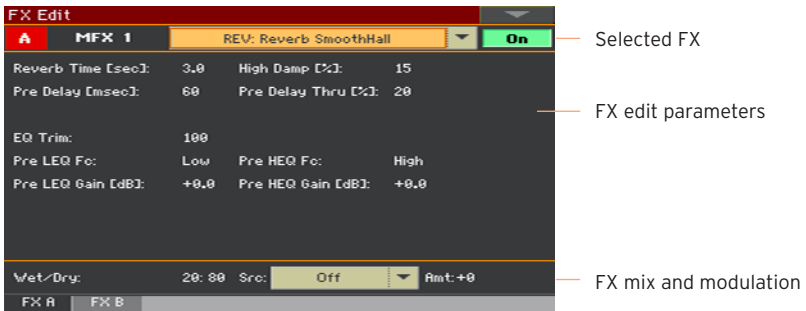 FX Edit
A MFX 1 REV: Reverb SmoothHall On
Selected FX
Reverb Time [sec]: 3.0 High Damp [%]: 15
Pre Delay [msec]: 60 Pre Delay Thru [%]: 20
FX edit parameters
EQ Trim: 100
Pre LEQ Fc: Low Pre HEQ Fc: High
Pre LEQ Gain [dB]: +0.0 Pre HEQ Gain [dB]: +0.0
Wet/Dry: 20:80 Src: Off Amt:+0
FX mix and modulation
FX A FX B